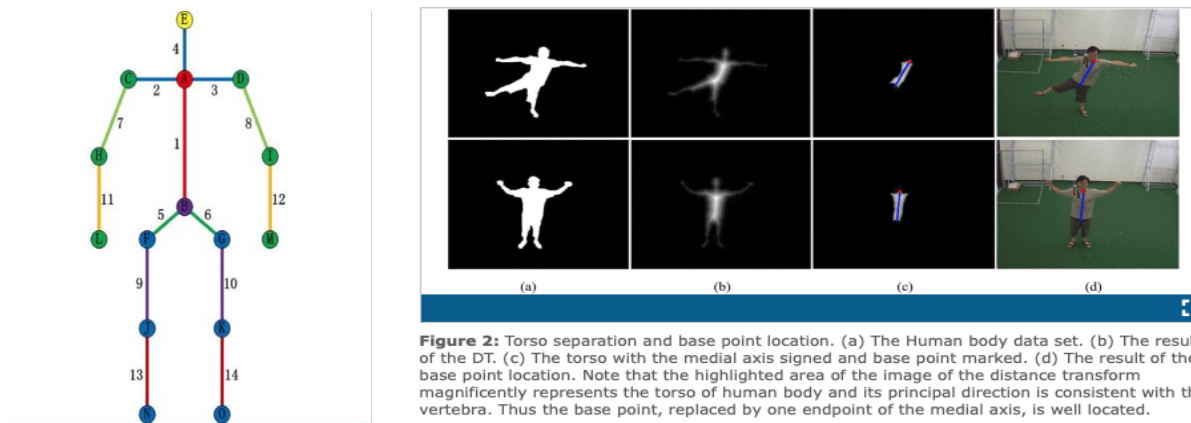 E
4
C
A
D
2
3
7
8
1
H
I
11
12
B
5
6
L
F
G
M
9
10
J
K
13
14
N
O
(a)
(b)
(c)
(d)
Figure 2: Torso separation and base point location. (a) The Human body data set. (b) The resul
of the DT. (c) The torso with the medial axis signed and base point marked. (d) The result of the
base point location. Note that the highlighted area of the image of the distance transform
magnificently represents the torso of human body and its principal direction is consistent with th
vertebra. Thus the base point, replaced by one endpoint of the medial axis, is well located.